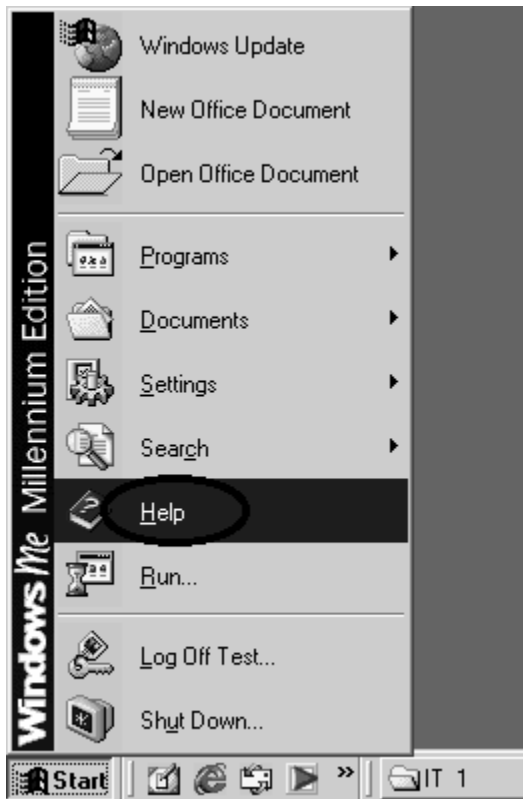 Windows Update
New Office Document
Open Office Document
Programs
Documents
Settings
Search
Help
Run...
Log Off Test...
Shut Down...
Windows Me Millennium Edition
Start
» IT 1